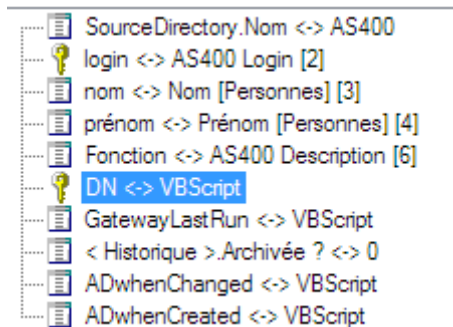 SourceDirectory.Nom <-> AS400
login <-> AS400 Login [2]
nom <-> Nom [Personnes] [3]
prénom <-> Prénom [Personnes] [4]
Fonction <-> AS400 Description [6]
DN <-> VBScript
GatewayLastRun <-> VBScript
< Historique >.Archivée ? <-> 0
ADwhenChanged <-> VBScript
ADwhenCreated <-> VBScript